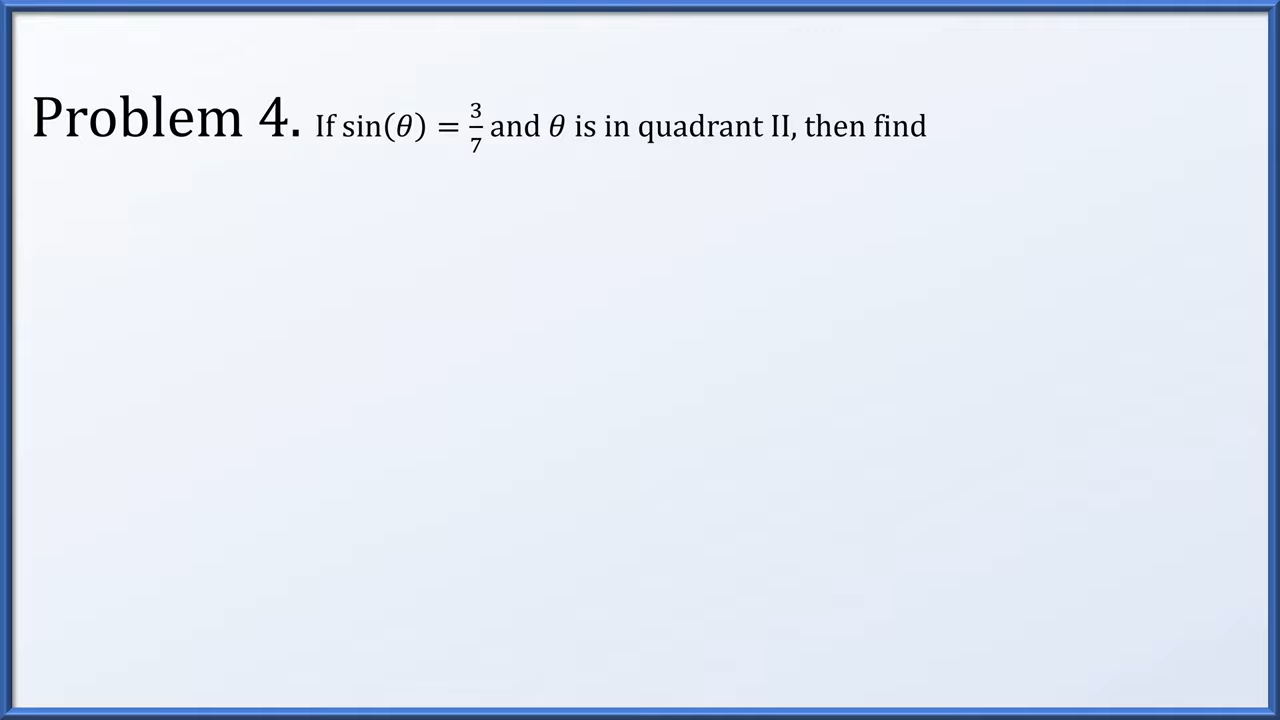 Problem 4. If sin(𝜃) = 3/7 and 𝜃 is in quadrant II, then find